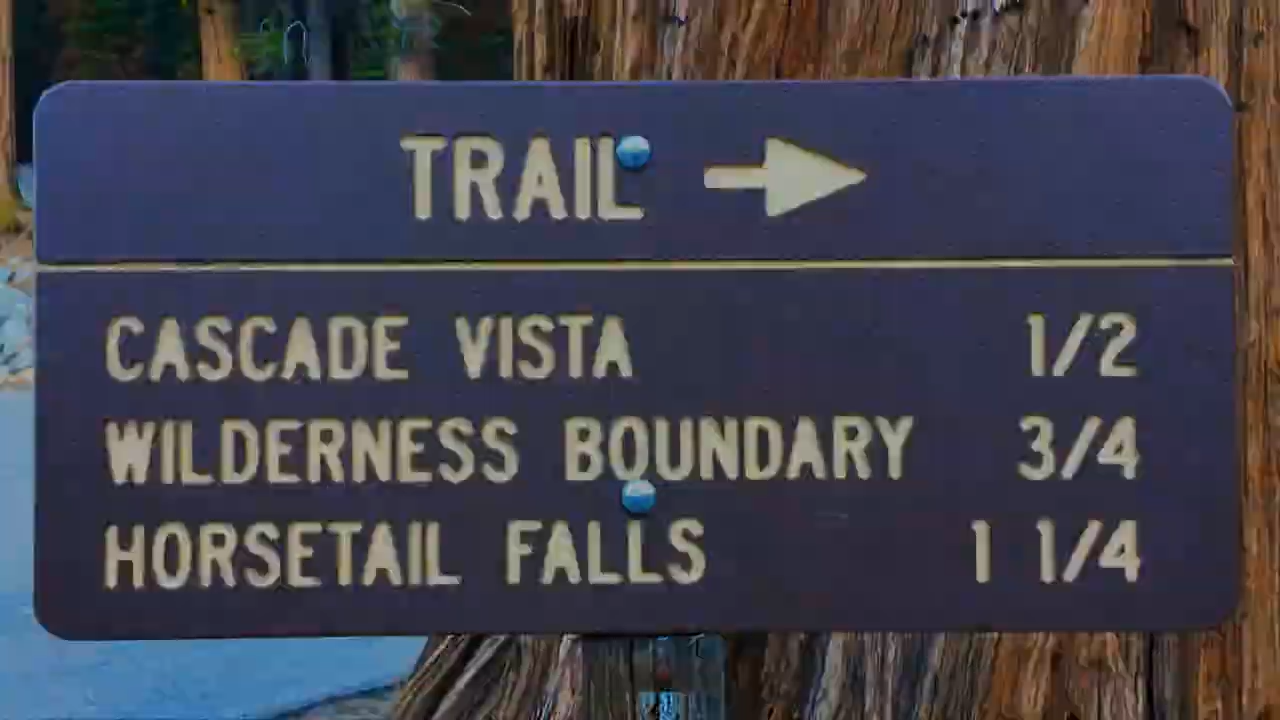 TRAIL
CASCADE VISTA 1/2
WILDERNESS BOUNDARY 3/4
HORSETAIL FALLS 1 1/4